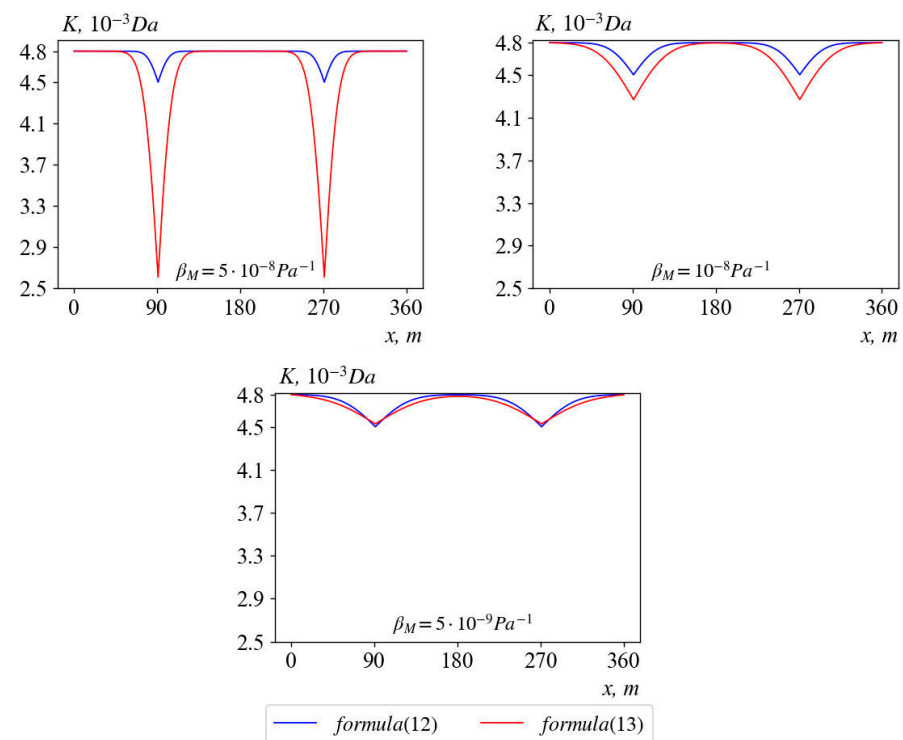 K, 10⁻³Da
4.8
4.5
4.1
3.7
3.3
2.9
2.5
β_M = 5 · 10⁻⁸Pa⁻¹
0 90 180 270 360
x, m
K, 10⁻³Da
4.8
4.5
4.1
3.7
3.3
2.9
2.5
β_M = 10⁻⁸Pa⁻¹
0 90 180 270 360
x, m
K, 10⁻³Da
4.8
4.5
4.1
3.7
3.3
2.9
2.5
β_M = 5 · 10⁻⁹Pa⁻¹
0 90 180 270 360
x, m
formula(12) formula(13)